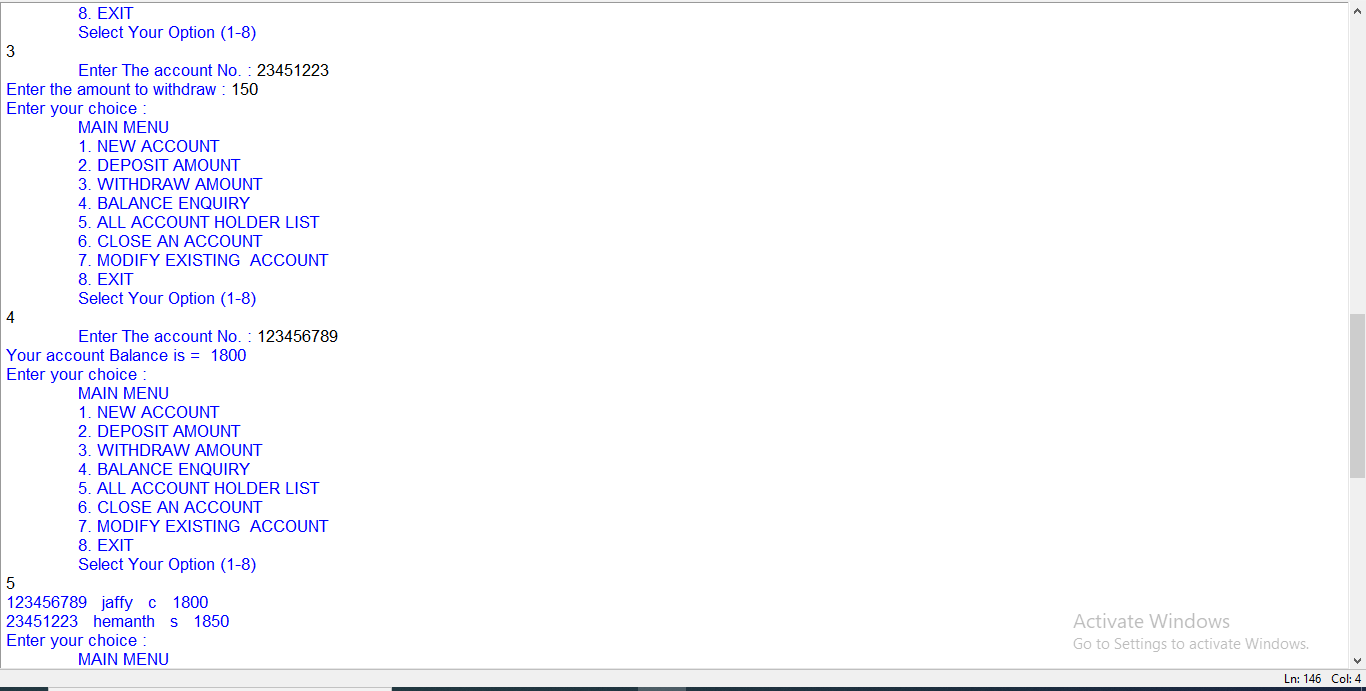 8. EXIT
Select Your Option (1-8)
3
Enter The account No. : 23451223
Enter the amount to withdraw : 150
Enter your choice :
MAIN MENU
1. NEW ACCOUNT
2. DEPOSIT AMOUNT
3. WITHDRAW AMOUNT
4. BALANCE ENQUIRY
5. ALL ACCOUNT HOLDER LIST
6. CLOSE AN ACCOUNT
7. MODIFY EXISTING  ACCOUNT
8. EXIT
Select Your Option (1-8)
4
Enter The account No. : 123456789
Your account Balance is =  1800
Enter your choice :
MAIN MENU
1. NEW ACCOUNT
2. DEPOSIT AMOUNT
3. WITHDRAW AMOUNT
4. BALANCE ENQUIRY
5. ALL ACCOUNT HOLDER LIST
6. CLOSE AN ACCOUNT
7. MODIFY EXISTING  ACCOUNT
8. EXIT
Select Your Option (1-8)
5
123456789   jaffy   c   1800
23451223   hemanth   s   1850
Enter your choice :
MAIN MENU
Activate Windows
Go to Settings to activate Windows.
Ln: 146   Col: 4